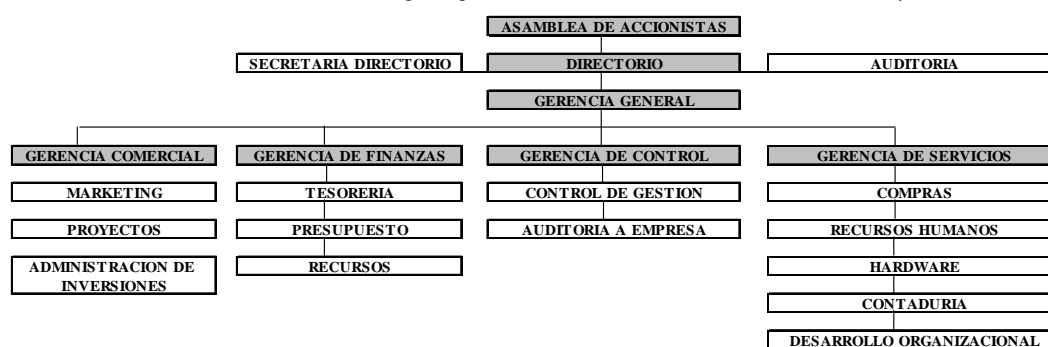 ASAMBLEA DE ACCIONISTAS
SECRETARIA DIRECTORIO
DIRECTORIO
AUDITORIA
GERENCIA GENERAL
GERENCIA COMERCIAL
GERENCIA DE FINANZAS
GERENCIA DE CONTROL
GERENCIA DE SERVICIOS
MARKETING
TESORERIA
CONTROL DE GESTION
COMPRAS
PROYECTOS
PRESUPUESTO
AUDITORIA A EMPRESA
RECURSOS HUMANOS
ADMINISTRACION DE
INVERSIONES
RECURSOS
HARDWARE
CONTADURIA
DESARROLLO ORGANIZACIONAL